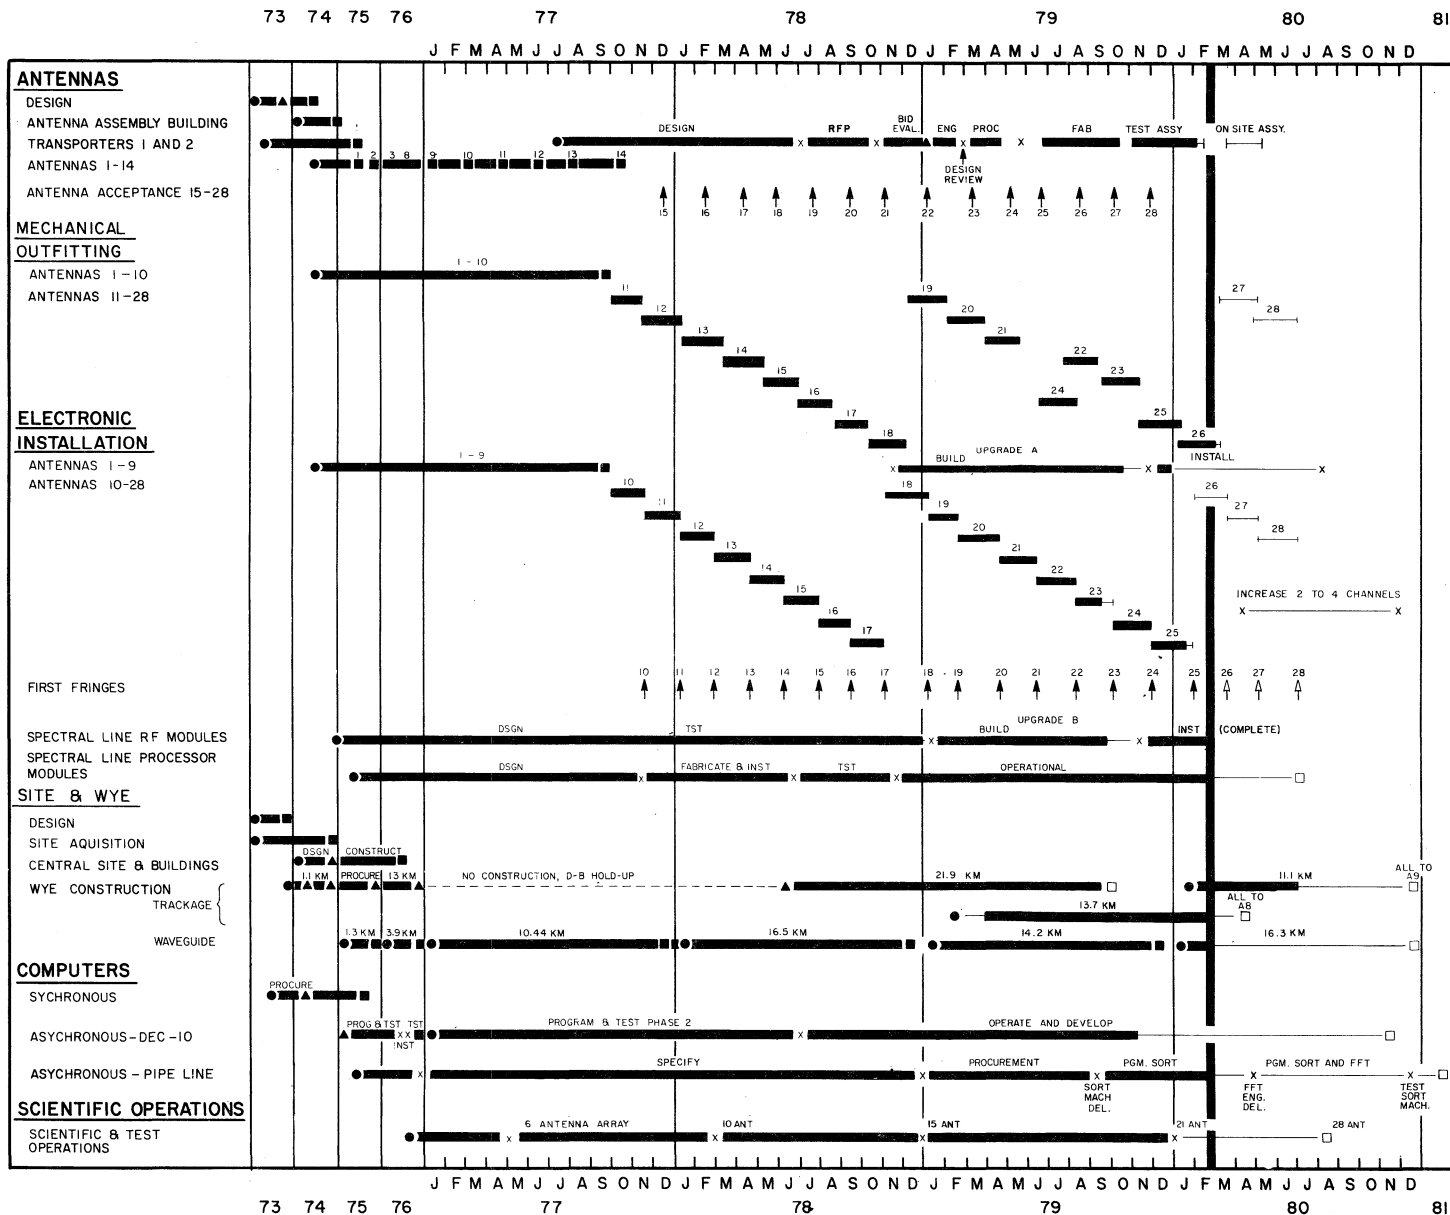 73 74 75 76 77 78 79 80 81
J F M A M J J A S O N D J F M A M J J A S O N D J F M A M J J A S O N D J F M A M J J A S O N D
ANTENNAS
DESIGN
ANTENNA ASSEMBLY BUILDING
TRANSPORTERS 1 AND 2
DESIGN RFP BID EVAL. ENG PROC FAB TEST ASSY ON SITE ASSY.
ANTENNAS 1-14
1 2 3 8 9 10 11 12 13 14
DESIGN REVIEW
ANTENNA ACCEPTANCE 15-28
15 16 17 18 19 20 21 22 23 24 25 26 27 28
MECHANICAL
OUTFITTING
ANTENNAS 1-10
1-10
ANTENNAS 11-28
11 19 27
12 20 28
13 21
14 22
15 23
16 24
17 25
18 26
ELECTRONIC
INSTALLATION
ANTENNAS 1-9
1-9
BUILD UPGRADE A INSTALL
ANTENNAS 10-28
10 18 26
11 19 27
12 20 28
13 21
14 22
15 23
INCREASE 2 TO 4 CHANNELS
16 24
17 25
FIRST FRINGES
10 11 12 13 14 15 16 17 18 19 20 21 22 23 24 25 26 27 28
SPECTRAL LINE RF MODULES
DSGN TST BUILD UPGRADE B INST (COMPLETE)
SPECTRAL LINE PROCESSOR
MODULES
DSGN FABRICATE & INST TST OPERATIONAL
SITE & WYE
DESIGN
SITE AQUISITION
CENTRAL SITE & BUILDINGS
DSGN CONSTRUCT
WYE CONSTRUCTION
TRACKAGE
1.1 KM PROCURE 13 KM NO CONSTRUCTION, D-B HOLD-UP 21.9 KM 11.1 KM ALL TO A9
13.7 KM ALL TO A8
WAVEGUIDE
1.3 KM 3.9 KM 10.44 KM 16.5 KM 14.2 KM 16.3 KM
COMPUTERS
SYCHRONOUS
PROCURE
ASYCHRONOUS-DEC-10
PROG & TST TST INST PROGRAM & TEST PHASE 2 OPERATE AND DEVELOP
ASYCHRONOUS - PIPE LINE
SPECIFY PROCUREMENT PGM. SORT PGM. SORT AND FFT
SORT MACH DEL. FFT ENG. DEL. TEST SORT MACH.
SCIENTIFIC OPERATIONS
SCIENTIFIC & TEST
OPERATIONS
6 ANTENNA ARRAY 10 ANT 15 ANT 21 ANT 28 ANT
J F M A M J J A S O N D J F M A M J J A S O N D J F M A M J J A S O N D J F M A M J J A S O N D
73 74 75 76 77 78 79 80 81